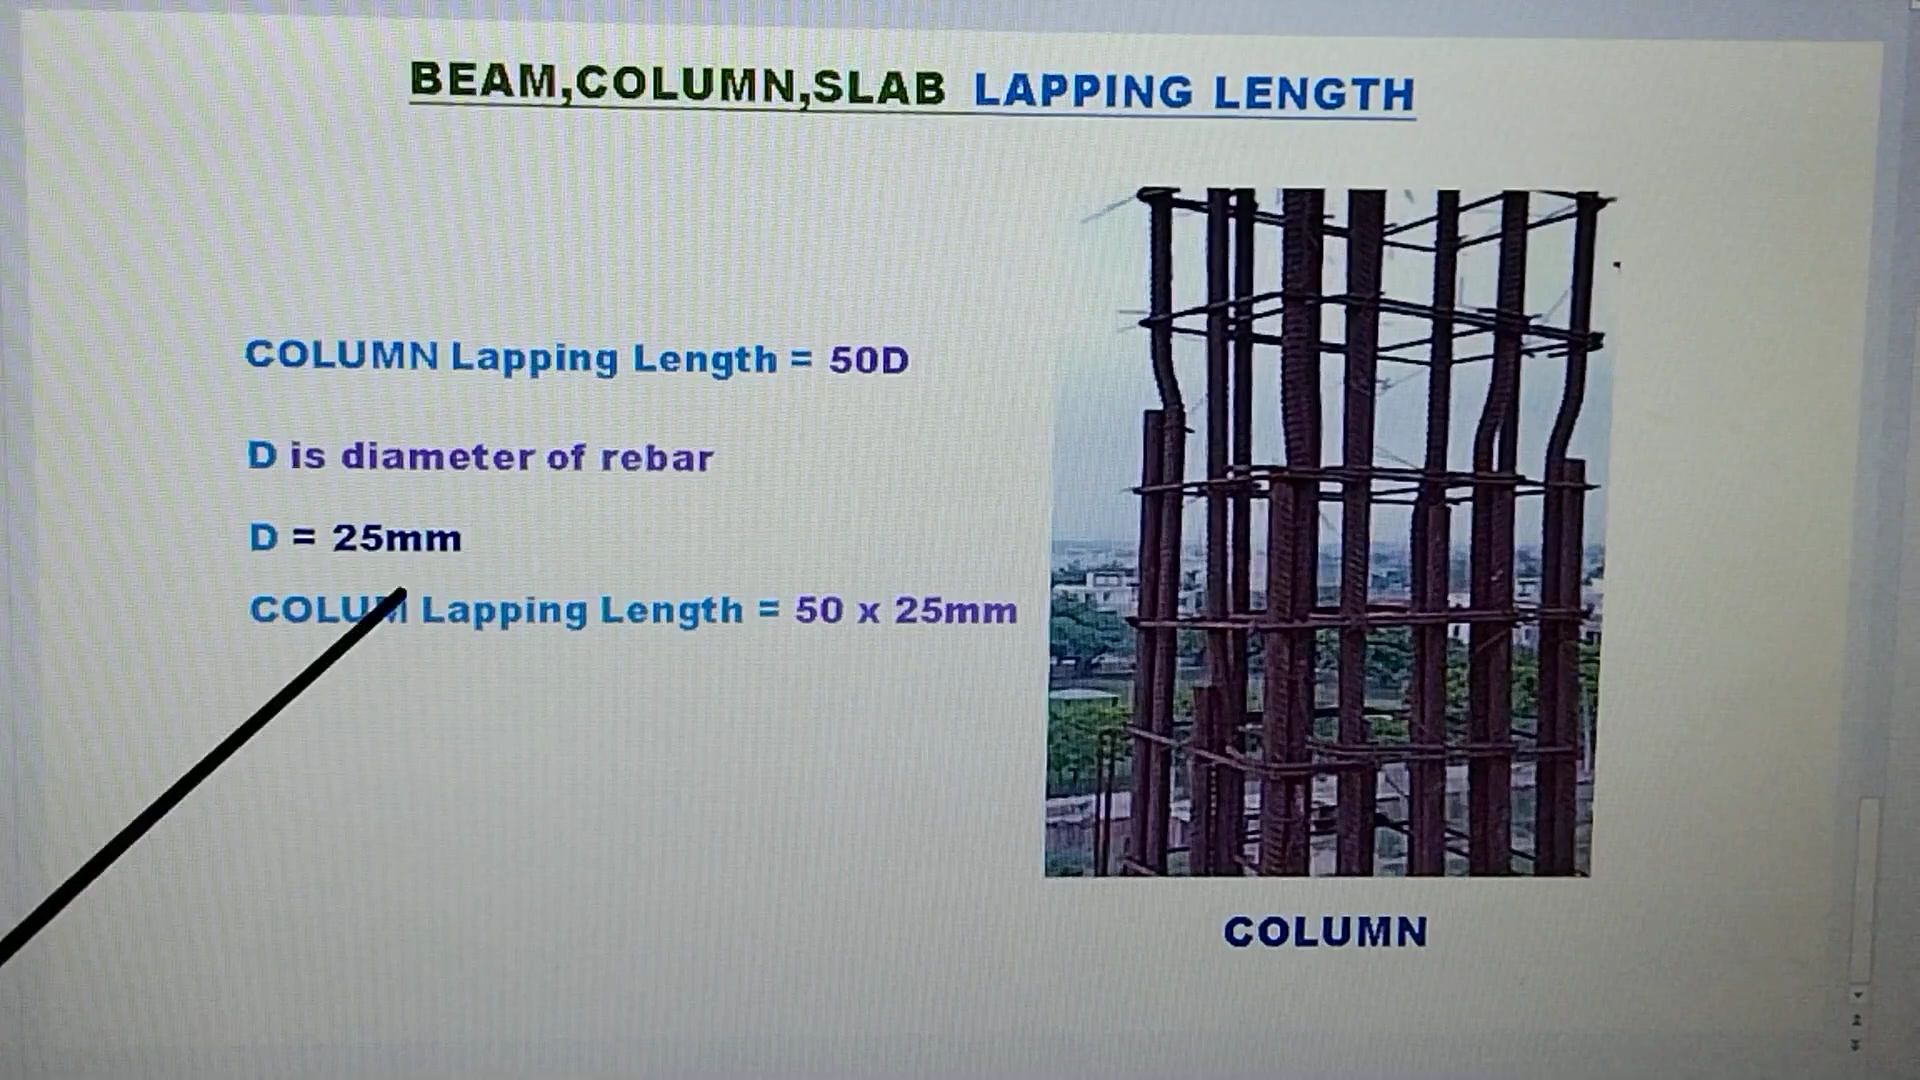 BEAM,COLUMN,SLAB LAPPING LENGTH
COLUMN Lapping Length = 50D
D is diameter of rebar
D = 25mm
COLUM Lapping Length = 50 x 25mm
COLUMN